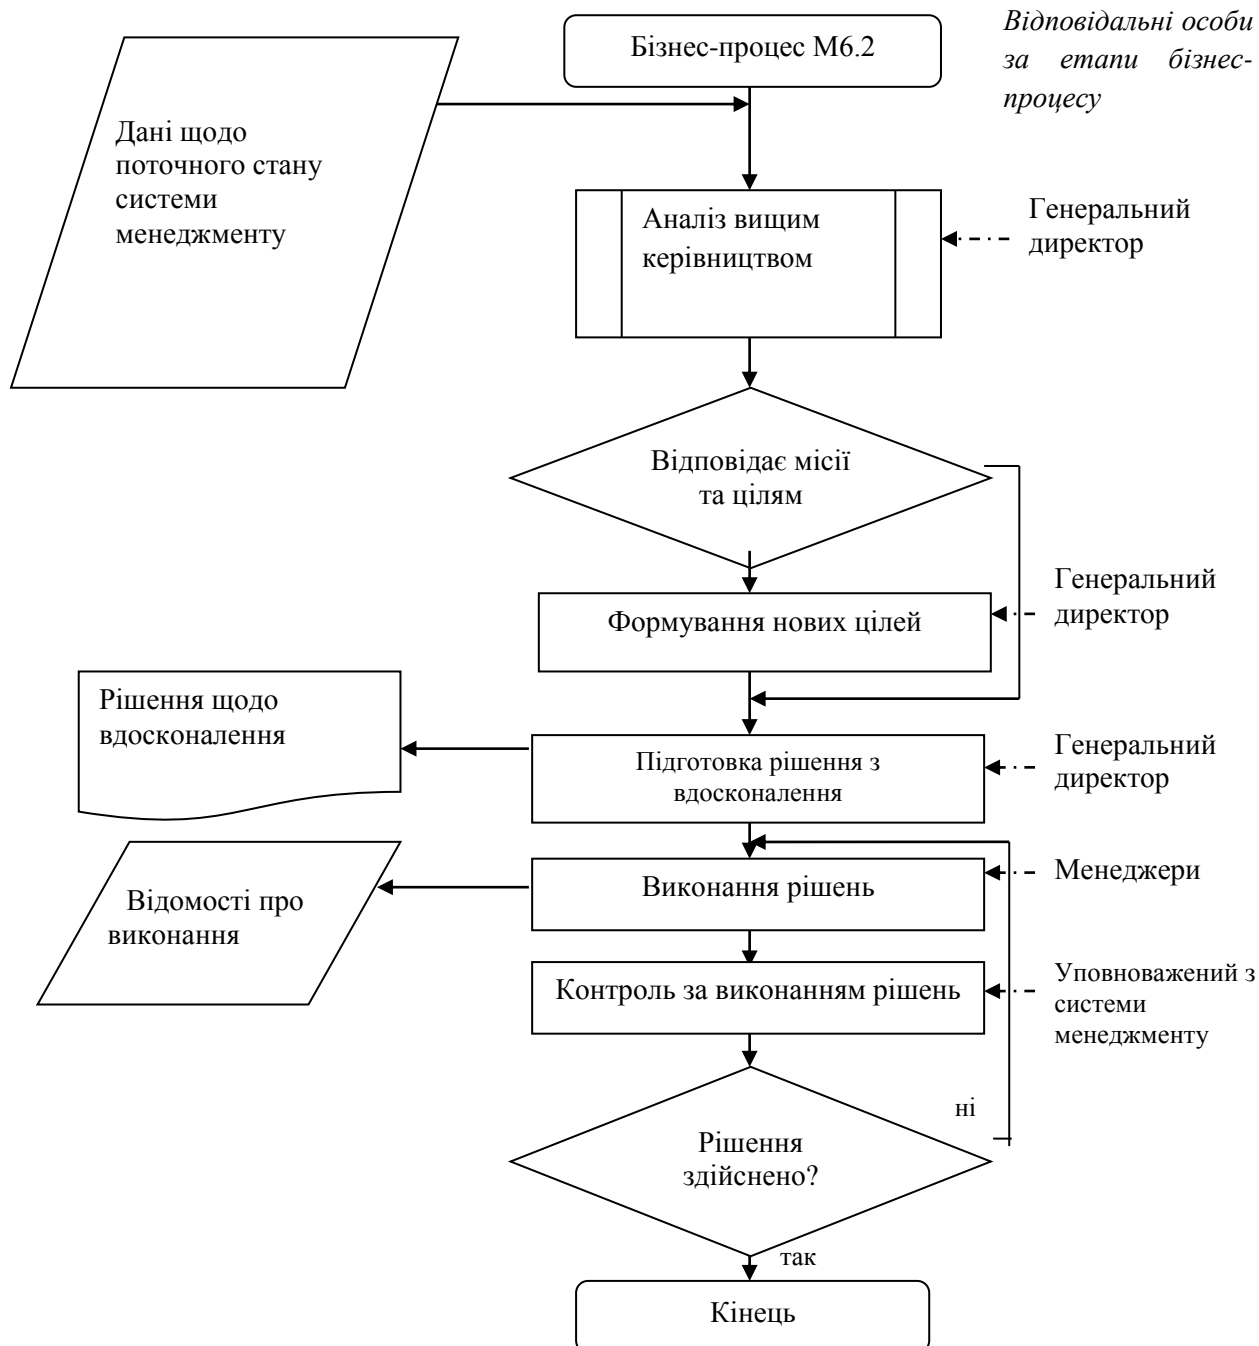 Бізнес-процес М6.2
Відповідальні особи
за етапи бізнес-
процесу
Дані щодо
поточного стану
системи
менеджменту
Аналіз вищим
керівництвом
Генеральний
директор
Відповідає місії
та цілям
Формування нових цілей
Генеральний
директор
Рішення щодо
вдосконалення
Підготовка рішення з
вдосконалення
Генеральний
директор
Відомості про
виконання
Виконання рішень
Менеджери
Контроль за виконанням рішень
Уповноважений з
системи
менеджменту
Рішення
здійснено?
ні
так
Кінець